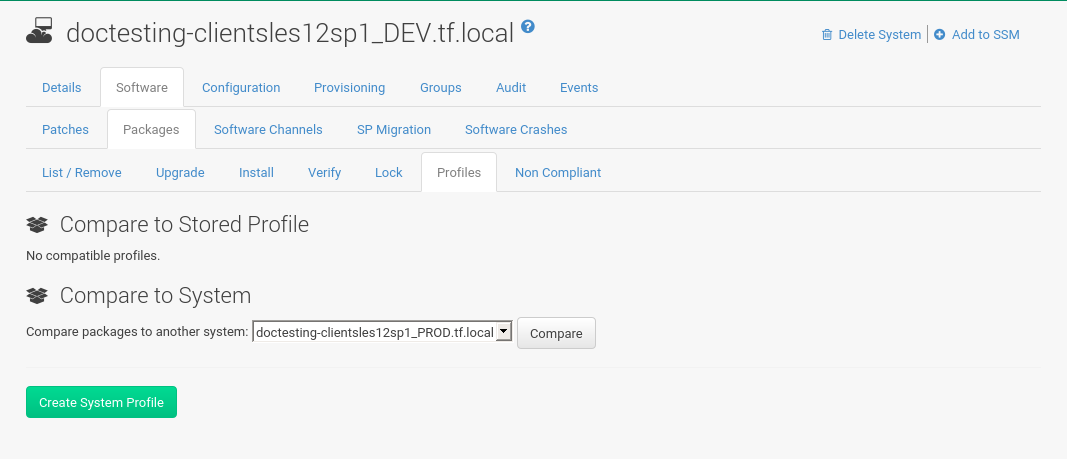 doctesting-clientsles12sp1_DEV.tf.local ?
Delete System | Add to SSM
Details Software Configuration Provisioning Groups Audit Events
Patches Packages Software Channels SP Migration Software Crashes
List / Remove Upgrade Install Verify Lock Profiles Non Compliant
Compare to Stored Profile
No compatible profiles.
Compare to System
Compare packages to another system: doctesting-clientsles12sp1_PROD.tf.local Compare
Create System Profile